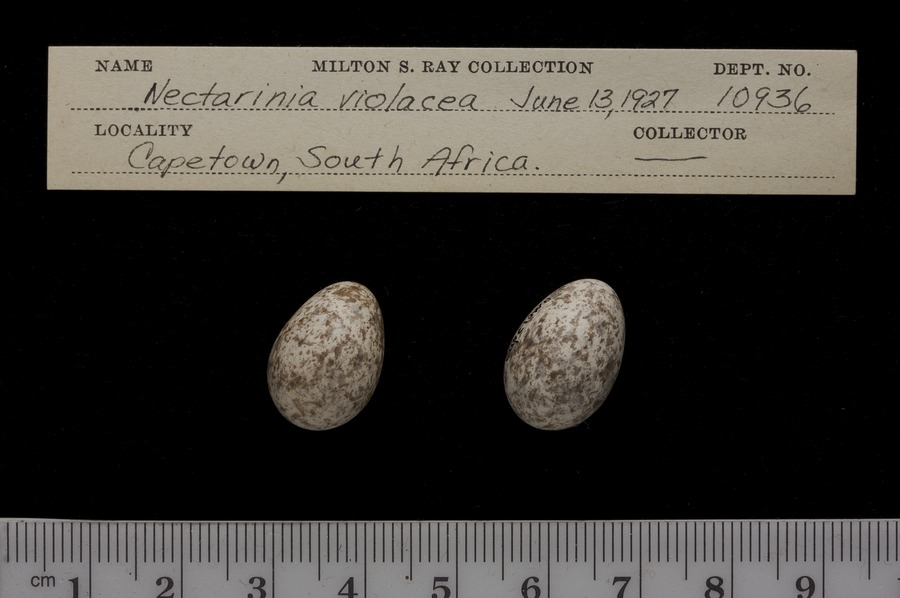 NAME MILTON S. RAY COLLECTION DEPT. NO.
Nectarinia violacea June 13, 1927 10936
LOCALITY COLLECTOR
Capetown, South Africa. —
cm 1 2 3 4 5 6 7 8 9